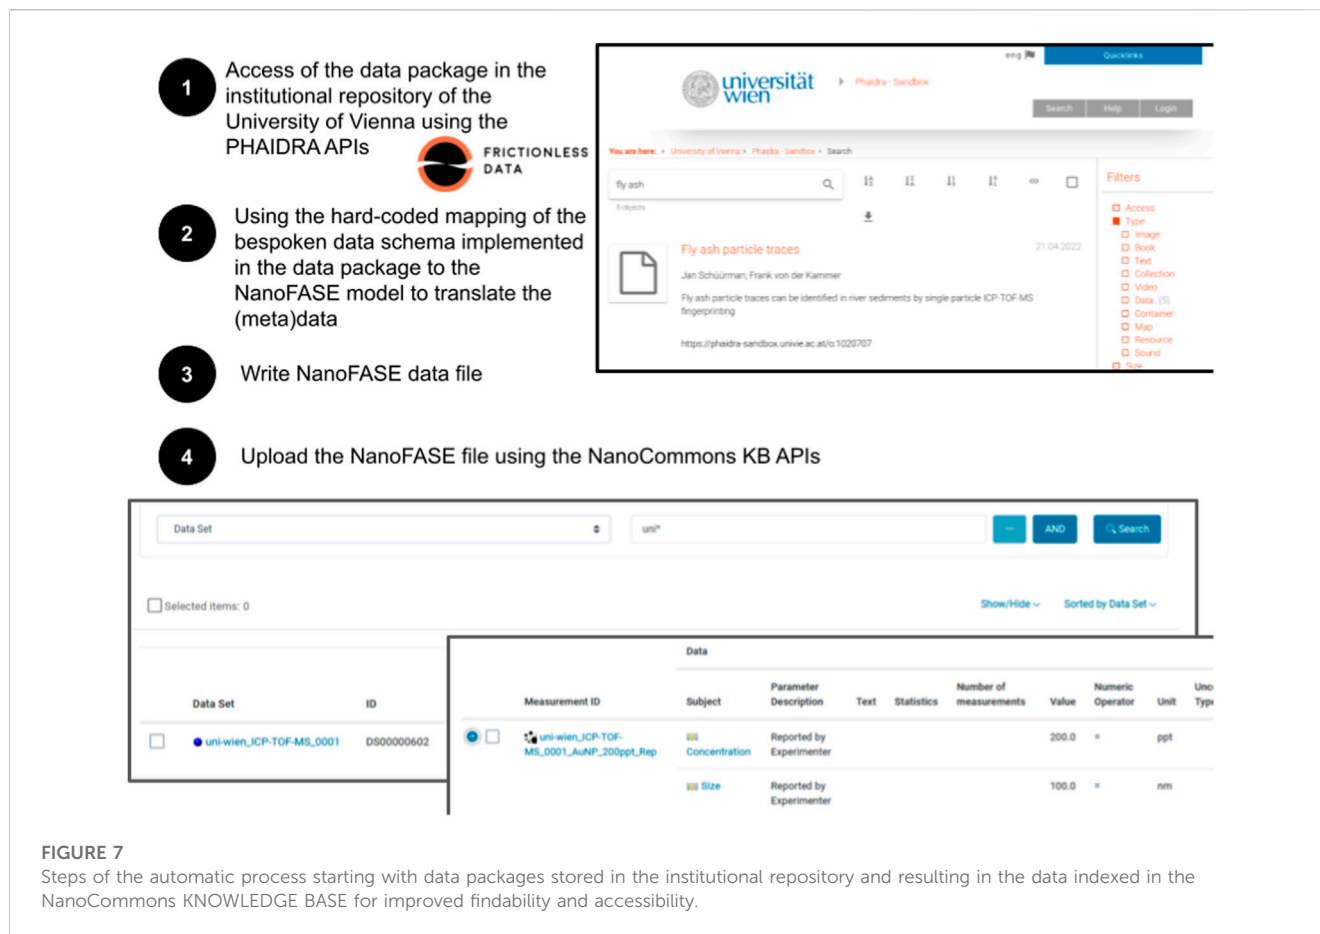 1
Access of the data package in the
institutional repository of the
University of Vienna using the
PHAIDRA APIs
FRICTIONLESS
DATA
2
Using the hard-coded mapping of the
bespoken data schema implemented
in the data package to the
NanoFASE model to translate the
(meta)data
3
Write NanoFASE data file
4
Upload the NanoFASE file using the NanoCommons KB APIs
eng
Quicklinks
universität
wien
Phaidra - Sandbox
Search Help Login
You are here: University of Vienna Phaidra - Sandbox Search
fly ash
5 objects
Fly ash particle traces
21.04.2022
Jan Schüürman; Frank von der Kammer
Fly ash particle traces can be identified in river sediments by single particle ICP-TOF-MS
fingerprinting
https://phaidra-sandbox.univie.ac.at/o:1020707
Filters
Access
Type
Image
Book
Text
Collection
Video
Data (5)
Container
Map
Resource
Sound
Size
Data Set
uni*
AND
Search
Selected items: 0
Show/Hide
Sorted by Data Set
Data Set ID
uni-wien_ICP-TOF-MS_0001 DS00000602
Data
Measurement ID
Subject
Parameter
Description
Text
Statistics
Number of
measurements
Value
Numeric
Operator
Unit
Unc
Type
uni-wien_ICP-TOF-
MS_0001_AuNP_200ppt_Rep
Concentration
Reported by
Experimenter
200.0 = ppt
Size
Reported by
Experimenter
100.0 = nm
FIGURE 7
Steps of the automatic process starting with data packages stored in the institutional repository and resulting in the data indexed in the
NanoCommons KNOWLEDGE BASE for improved findability and accessibility.